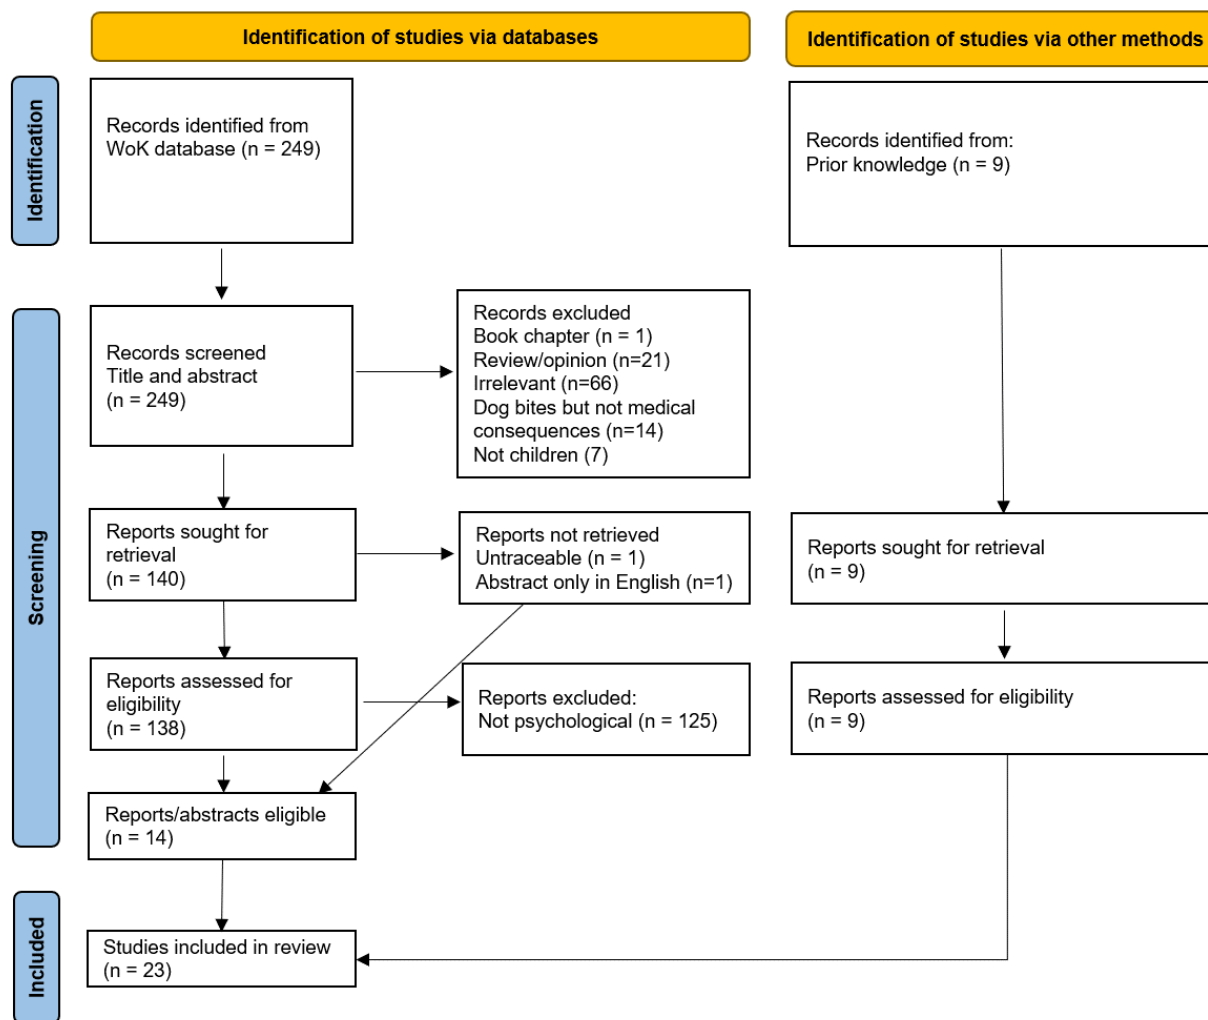 Identification of studies via databases
Identification of studies via other methods
Identification
Records identified from
WoK database (n = 249)
Records identified from:
Prior knowledge (n = 9)
Screening
Records screened
Title and abstract
(n = 249)
Records excluded
Book chapter (n = 1)
Review/opinion (n=21)
Irrelevant (n=66)
Dog bites but not medical
consequences (n=14)
Not children (7)
Reports sought for
retrieval
(n = 140)
Reports not retrieved
Untraceable (n = 1)
Abstract only in English (n=1)
Reports sought for retrieval
(n = 9)
Reports assessed for
eligibility
(n = 138)
Reports excluded:
Not psychological (n = 125)
Reports assessed for eligibility
(n = 9)
Reports/abstracts eligible
(n = 14)
Included
Studies included in review
(n = 23)